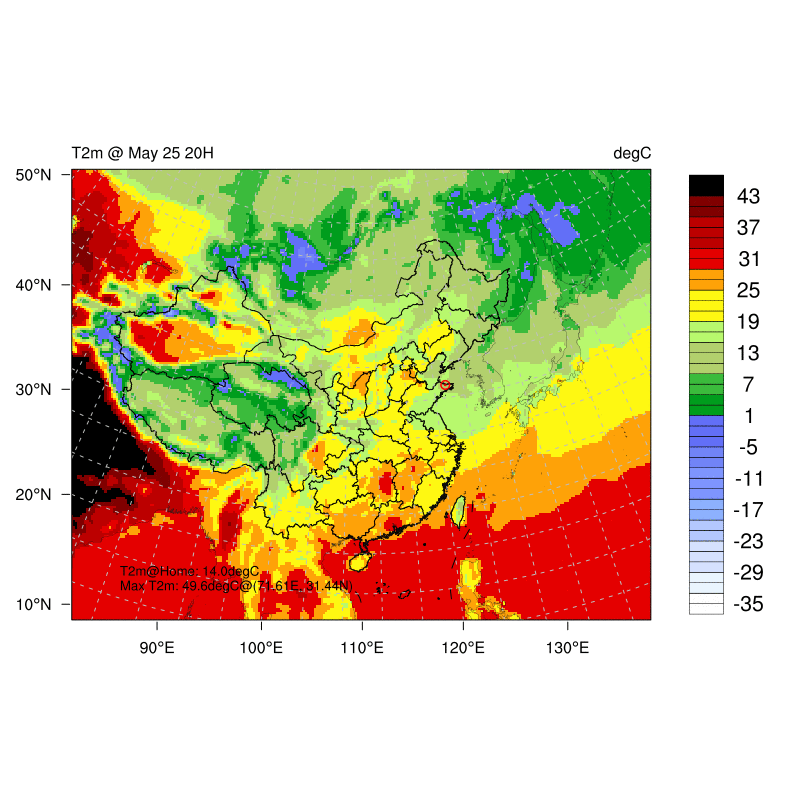 T2m @ May 25 20H
degC
50°N
40°N
30°N
20°N
10°N
90°E
100°E
110°E
120°E
130°E
43
37
31
25
19
13
7
1
-5
-11
-17
-23
-29
-35
T2m@Home: 14.0degC
Max T2m: 49.6degC@(71.61E, 31.44N)